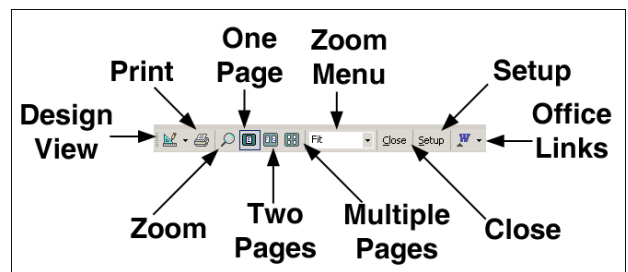 One
Page
Zoom
Menu
Print
Setup
Design
View
Office
Links
Fit
Close
Setup
W
Zoom
Two
Pages
Multiple
Pages
Close